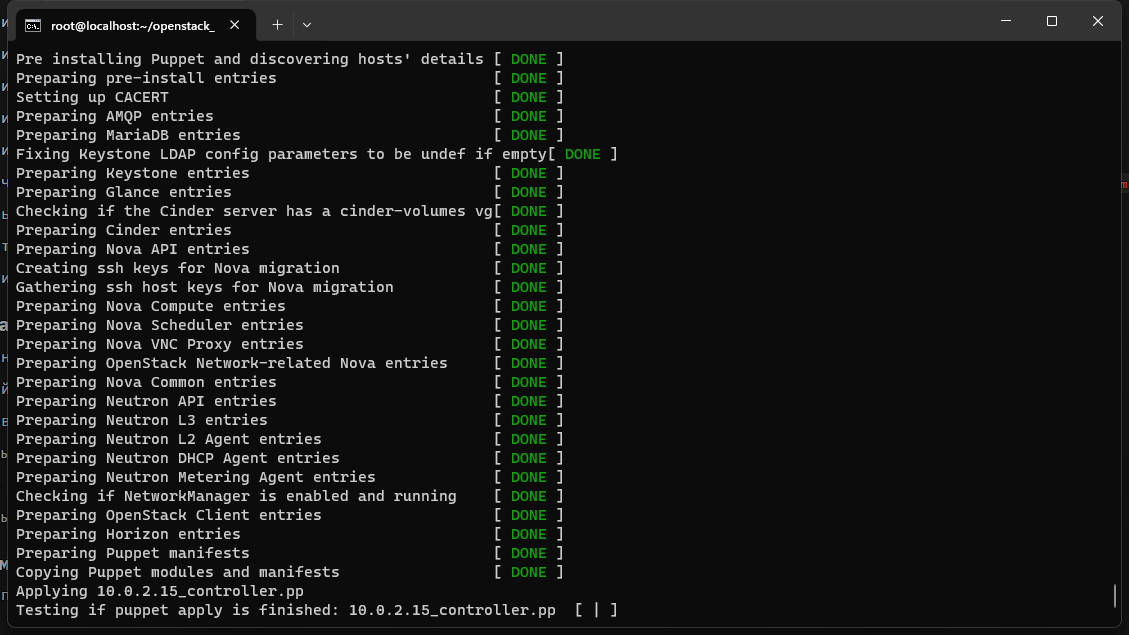 root@localhost:~/openstack_
Pre installing Puppet and discovering hosts' details [ DONE ]
Preparing pre-install entries [ DONE ]
Setting up CACERT [ DONE ]
Preparing AMQP entries [ DONE ]
Preparing MariaDB entries [ DONE ]
Fixing Keystone LDAP config parameters to be undef if empty[ DONE ]
Preparing Keystone entries [ DONE ]
Preparing Glance entries [ DONE ]
Checking if the Cinder server has a cinder-volumes vg[ DONE ]
Preparing Cinder entries [ DONE ]
Preparing Nova API entries [ DONE ]
Creating ssh keys for Nova migration [ DONE ]
Gathering ssh host keys for Nova migration [ DONE ]
Preparing Nova Compute entries [ DONE ]
Preparing Nova Scheduler entries [ DONE ]
Preparing Nova VNC Proxy entries [ DONE ]
Preparing OpenStack Network-related Nova entries [ DONE ]
Preparing Nova Common entries [ DONE ]
Preparing Neutron API entries [ DONE ]
Preparing Neutron L3 entries [ DONE ]
Preparing Neutron L2 Agent entries [ DONE ]
Preparing Neutron DHCP Agent entries [ DONE ]
Preparing Neutron Metering Agent entries [ DONE ]
Checking if NetworkManager is enabled and running [ DONE ]
Preparing OpenStack Client entries [ DONE ]
Preparing Horizon entries [ DONE ]
Preparing Puppet manifests [ DONE ]
Copying Puppet modules and manifests [ DONE ]
Applying 10.0.2.15_controller.pp
Testing if puppet apply is finished: 10.0.2.15_controller.pp [ | ]